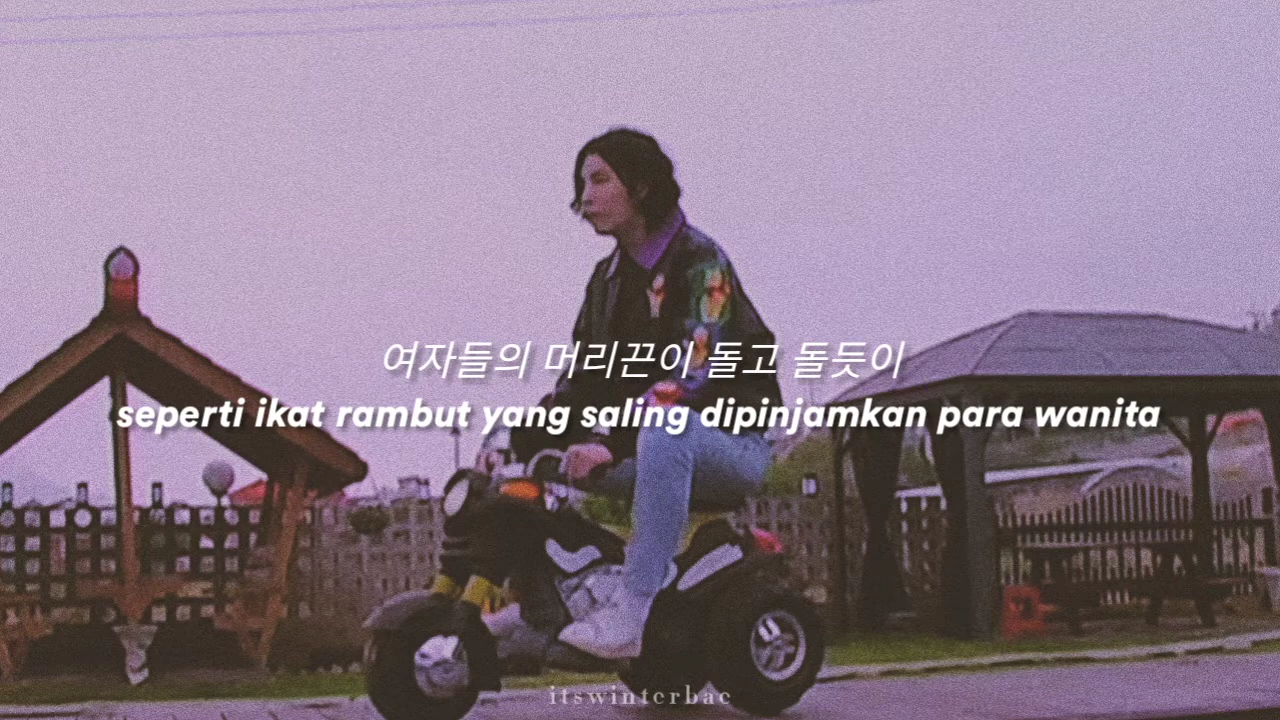 여자들의 머리끈이 돌고 돌듯이
seperti ikat rambut yang saling dipinjamkan para wanita
itswinterbae